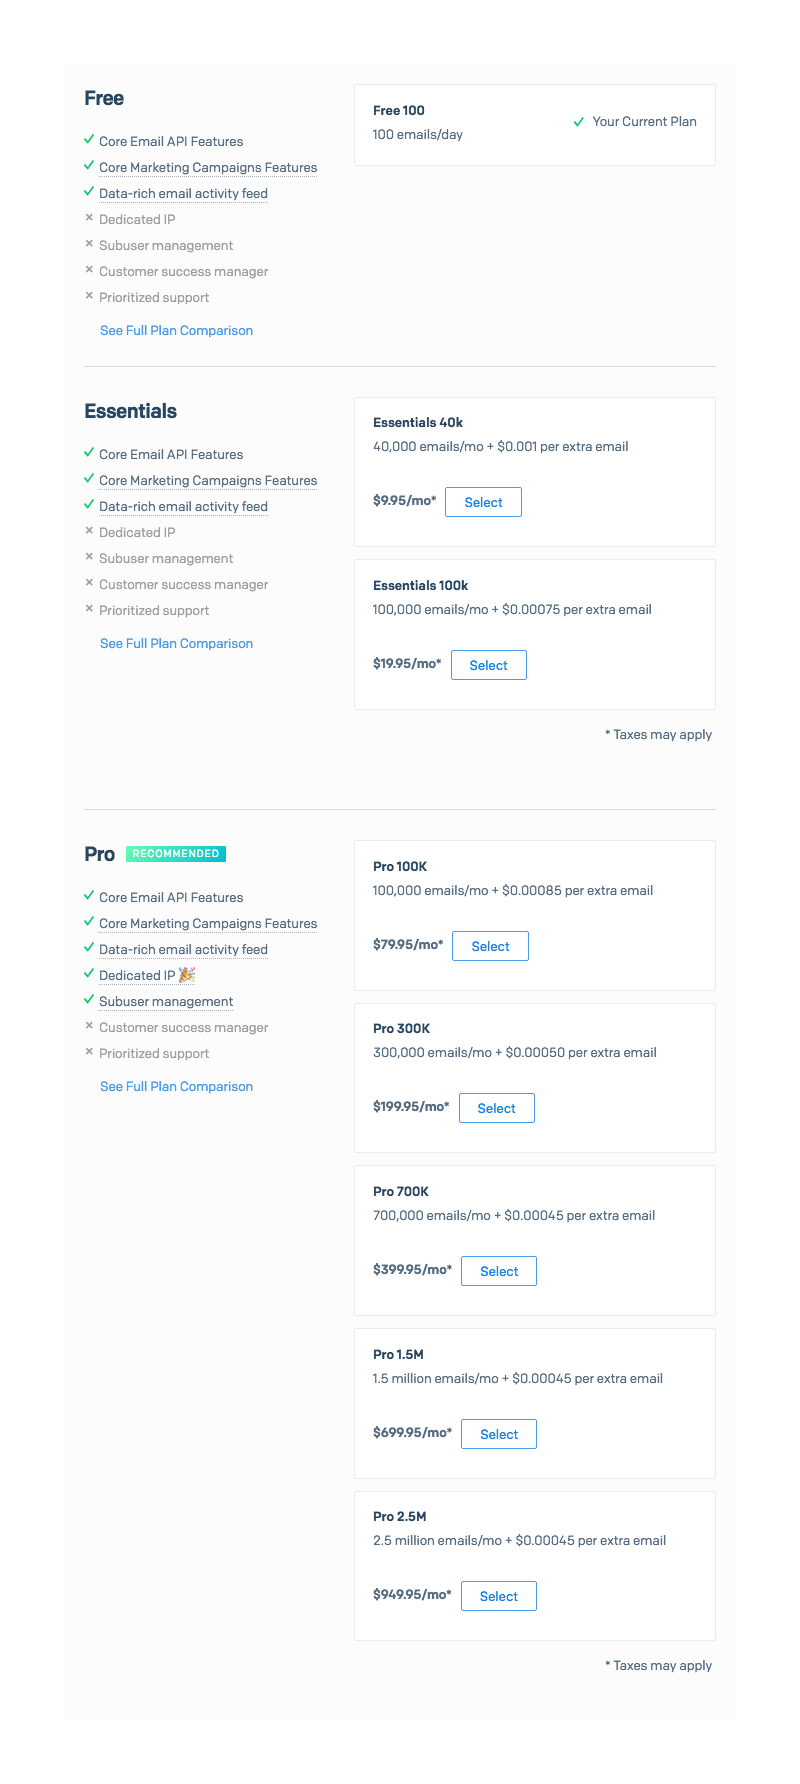 Free
Core Email API Features
Core Marketing Campaigns Features
Data-rich email activity feed
Dedicated IP
Subuser management
Customer success manager
Prioritized support
See Full Plan Comparison
Free 100
100 emails/day
Your Current Plan
Essentials
Core Email API Features
Core Marketing Campaigns Features
Data-rich email activity feed
Dedicated IP
Subuser management
Customer success manager
Prioritized support
See Full Plan Comparison
Essentials 40k
40,000 emails/mo + $0.001 per extra email
$9.95/mo* Select
Essentials 100k
100,000 emails/mo + $0.00075 per extra email
$19.95/mo* Select
* Taxes may apply
Pro RECOMMENDED
Core Email API Features
Core Marketing Campaigns Features
Data-rich email activity feed
Dedicated IP 🎉
Subuser management
Customer success manager
Prioritized support
See Full Plan Comparison
Pro 100K
100,000 emails/mo + $0.00085 per extra email
$79.95/mo* Select
Pro 300K
300,000 emails/mo + $0.00050 per extra email
$199.95/mo* Select
Pro 700K
700,000 emails/mo + $0.00045 per extra email
$399.95/mo* Select
Pro 1.5M
1.5 million emails/mo + $0.00045 per extra email
$699.95/mo* Select
Pro 2.5M
2.5 million emails/mo + $0.00045 per extra email
$949.95/mo* Select
* Taxes may apply